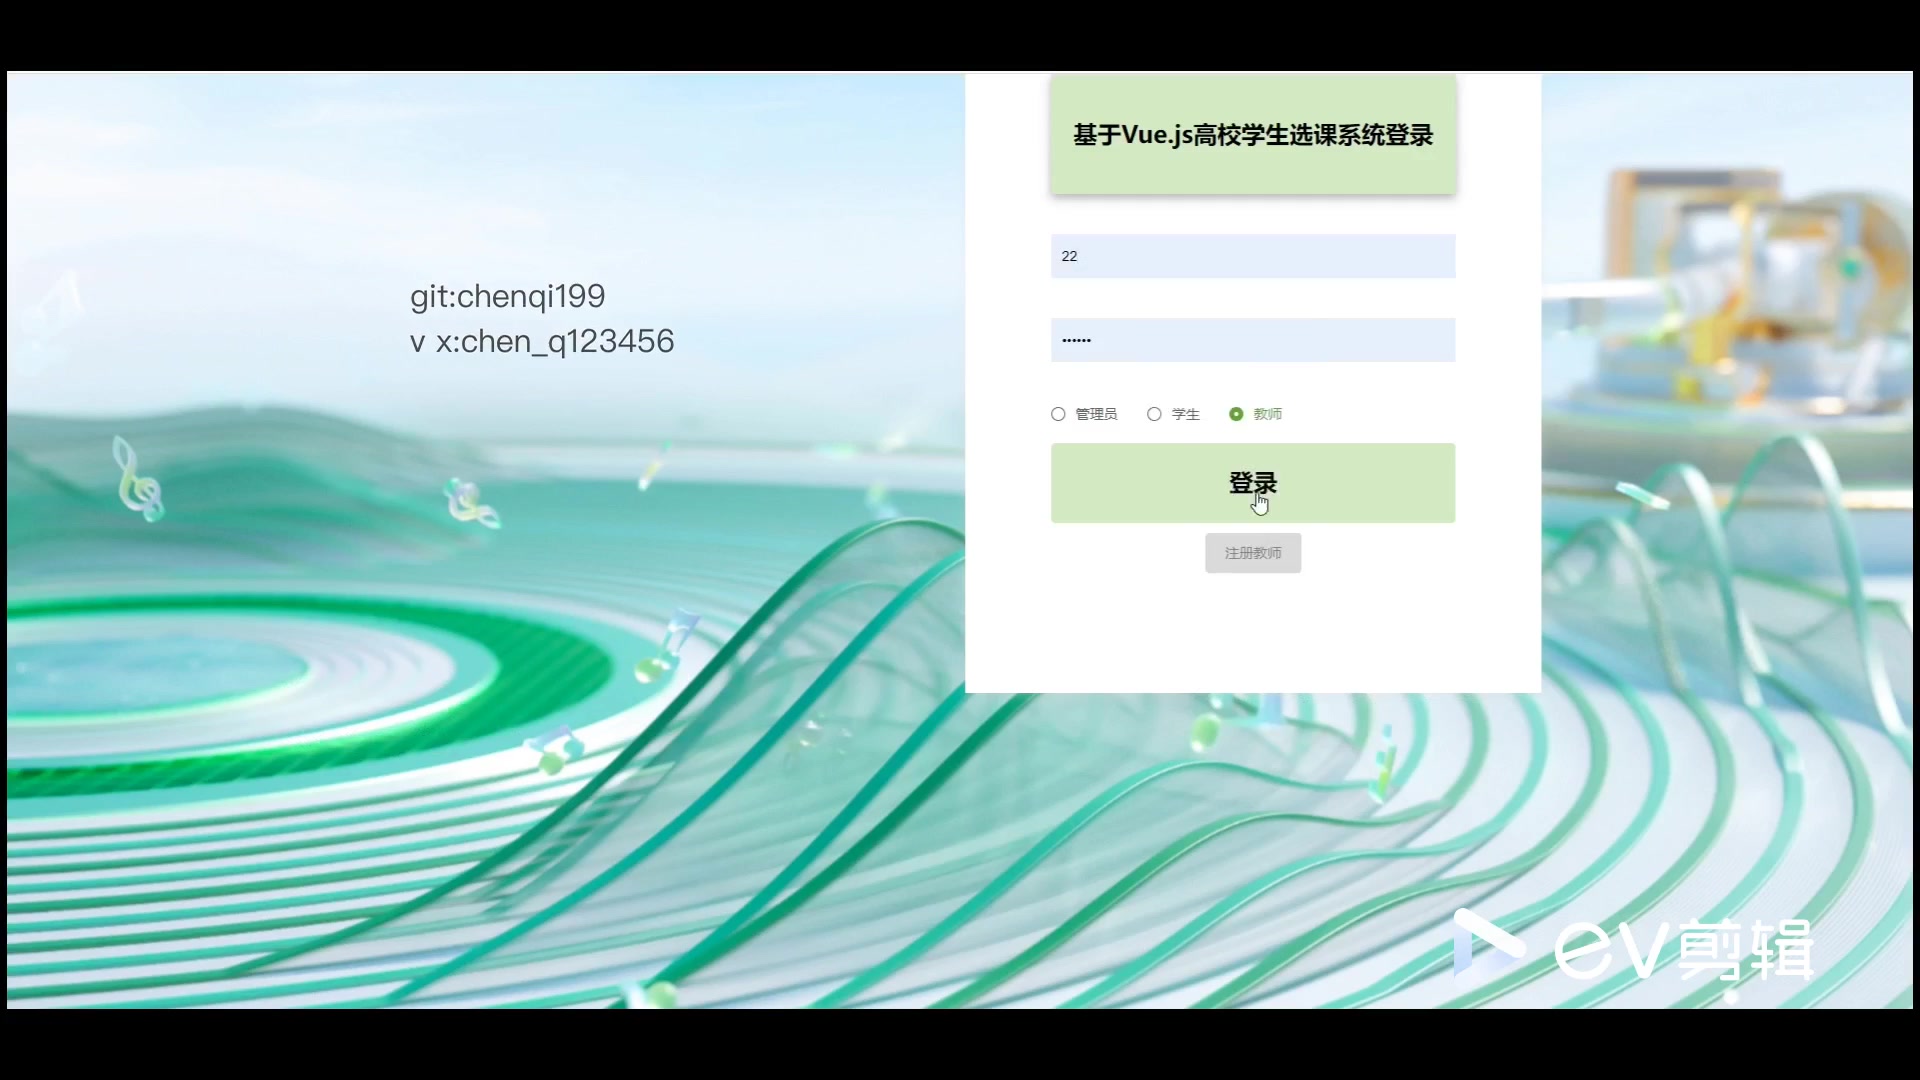 基于Vue.js高校学生选课系统登录
22
••••••
git:chenqi199
v x:chen_q123456
管理员
学生
教师
登录
注册教师
ev剪辑